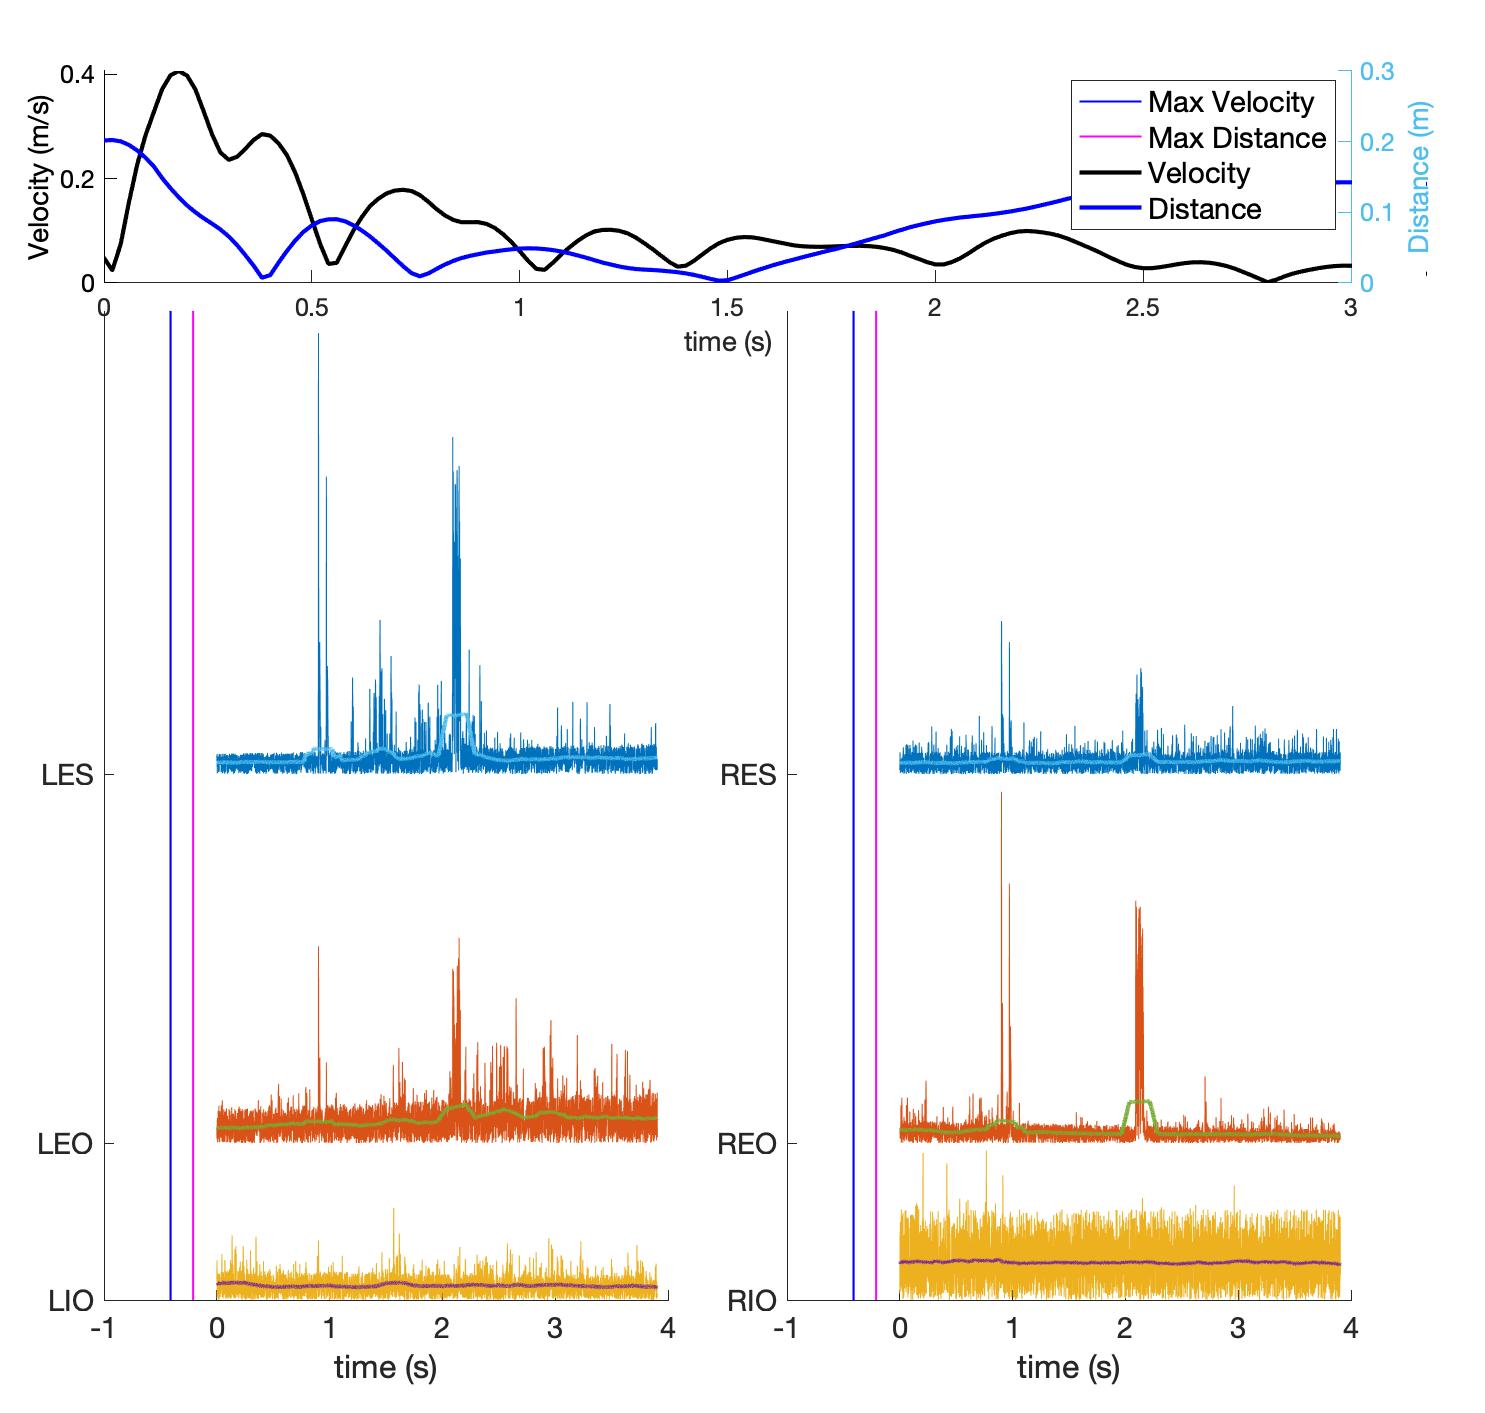 0.4
0.2
0
Velocity (m/s)
0.3
0.2
0.1
0
Distance (m)
Max Velocity
Max Distance
Velocity
Distance
0 0.5 1 1.5 2 2.5 3
time (s)
LES
LEO
LIO
-1 0 1 2 3 4
time (s)
RES
REO
RIO
-1 0 1 2 3 4
time (s)